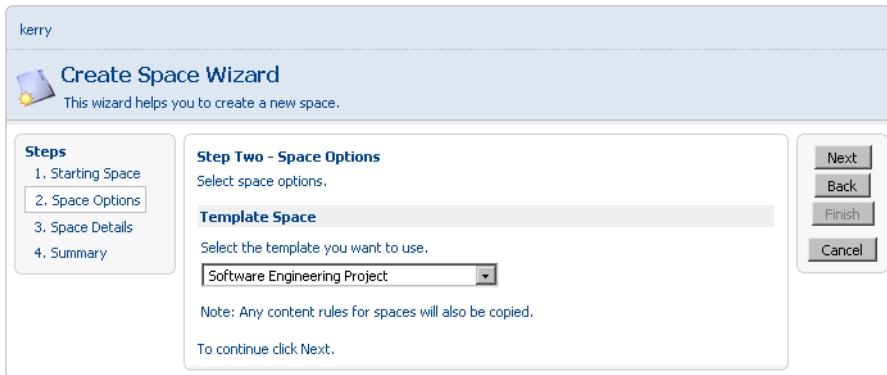 kerry
Create Space Wizard
This wizard helps you to create a new space.
Steps
1. Starting Space
2. Space Options
3. Space Details
4. Summary
Step Two - Space Options
Select space options.
Template Space
Select the template you want to use.
Software Engineering Project
Note: Any content rules for spaces will also be copied.
To continue click Next.
Next
Back
Finish
Cancel